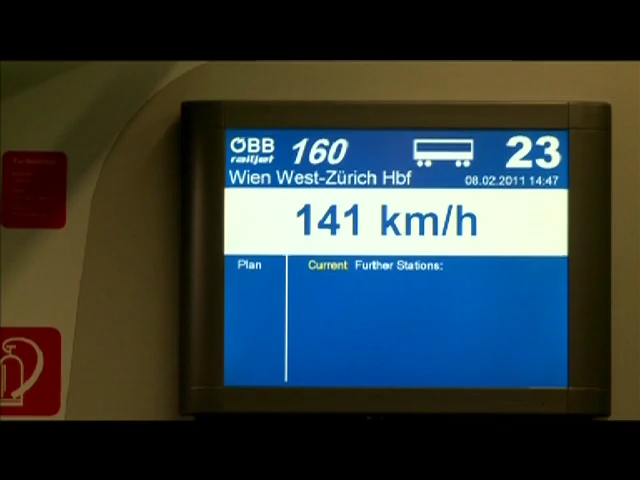 ÖBB railjet 160 23
Wien West-Zürich Hbf 08.02.2011 14:47
141 km/h
Plan Current Further Stations: